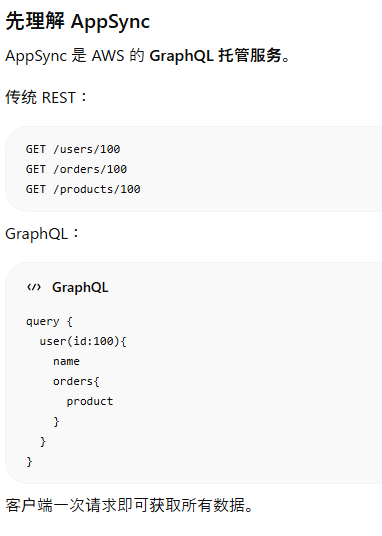 先理解 AppSync
AppSync 是 AWS 的 GraphQL 托管服务。
传统 REST：
GET /users/100
GET /orders/100
GET /products/100
GraphQL：
</> GraphQL
query {
  user(id:100){
    name
    orders{
      product
    }
  }
}
客户端一次请求即可获取所有数据。